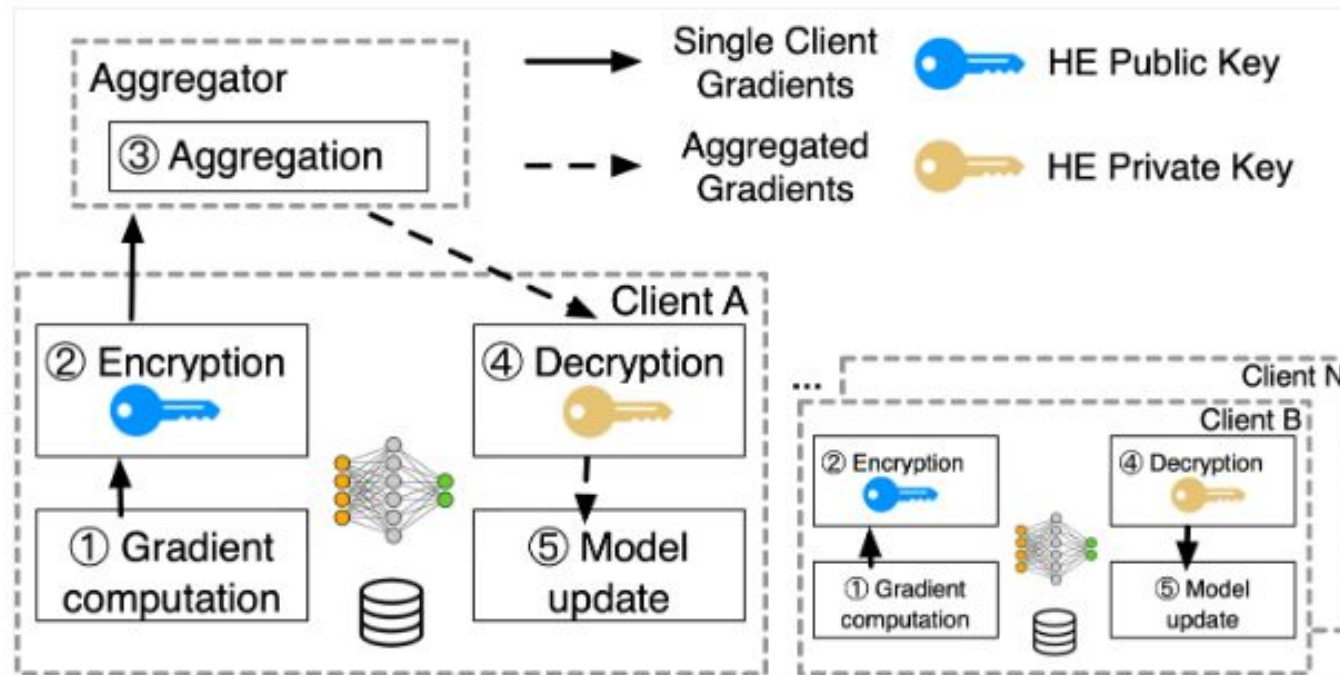 Aggregator
③ Aggregation
Single Client
Gradients
HE Public Key
Aggregated
Gradients
HE Private Key
Client A
② Encryption
④ Decryption
① Gradient
computation
⑤ Model
update
...
Client N
Client B
② Encryption
④ Decryption
① Gradient
computation
⑤ Model
update